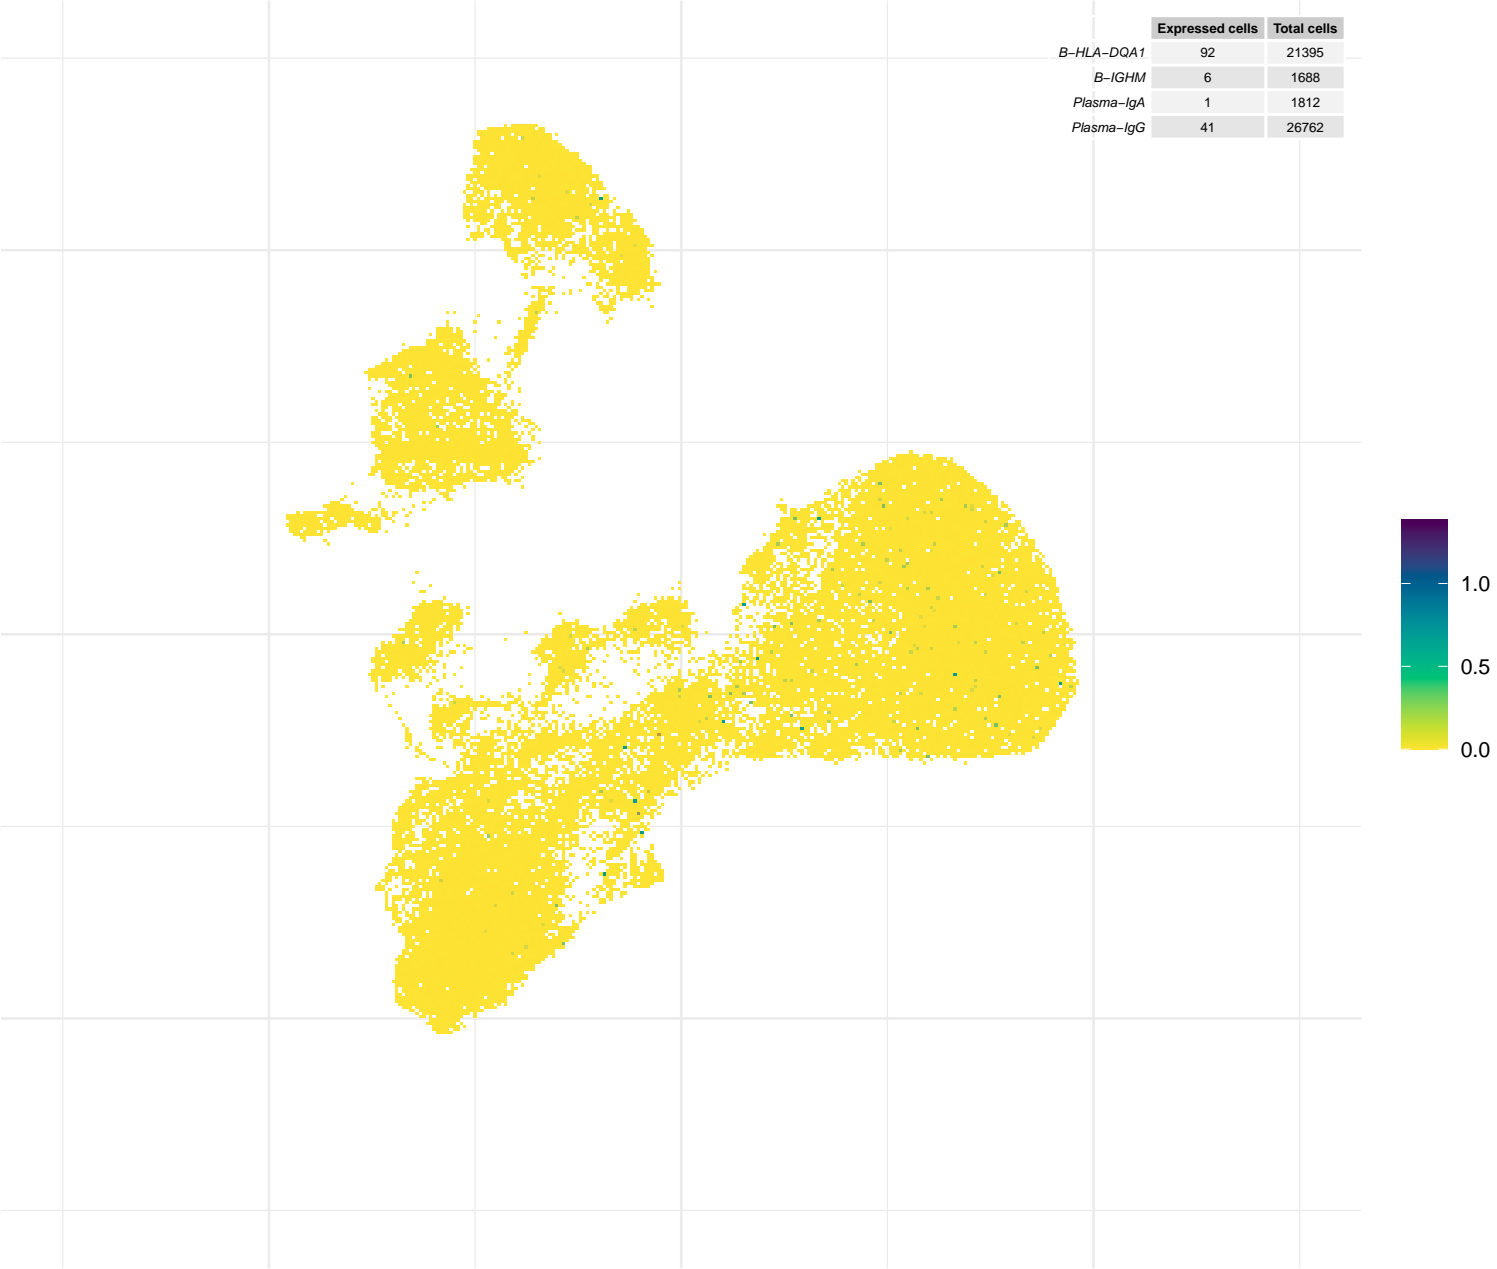 Expressed cells Total cells
B−HLA−DQA1 92 21395
B−IGHM 6 1688
Plasma−IgA 1 1812
Plasma−IgG 41 26762
1.0
0.5
0.0